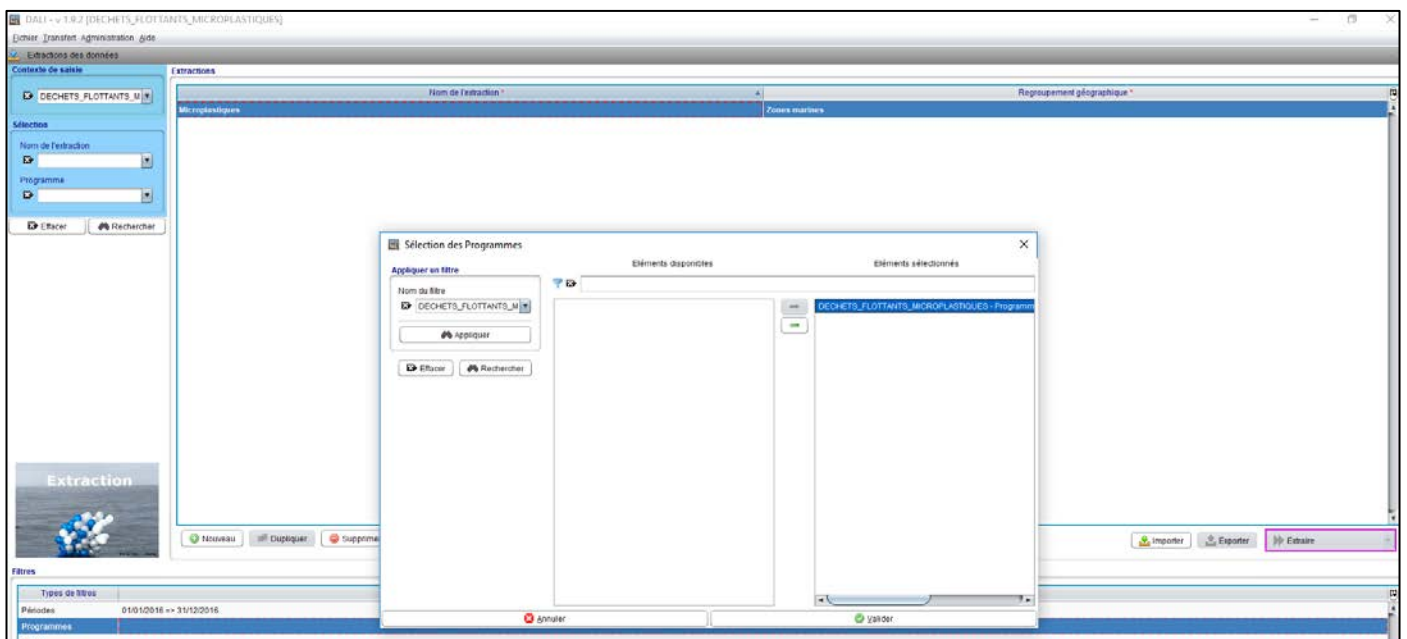 DALI - v 1.9.2 [DECHETS_FLOTTANTS_MICROPLASTIQUES]
Fichier Transfert Administration Aide
Extractions des données
Contexte de saisie
DECHETS_FLOTTANTS_M
Sélection
Nom de l'extraction
Programme
Effacer Rechercher
Extraction
Extractions
Nom de l'extraction * Regroupement géographique *
Microplastiques Zones marines
Nouveau Dupliquer Supprime
Importer Exporter Extraire
Sélection des Programmes
Appliquer un filtre
Nom du filtre
DECHETS_FLOTTANTS_M
Appliquer
Effacer Rechercher
Eléments disponibles Eléments sélectionnés
DECHETS_FLOTTANTS_MICROPLASTIQUES - Programm
Annuler Valider
Filtres
Types de filtres
Périodes 01/01/2016 => 31/12/2016
Programmes